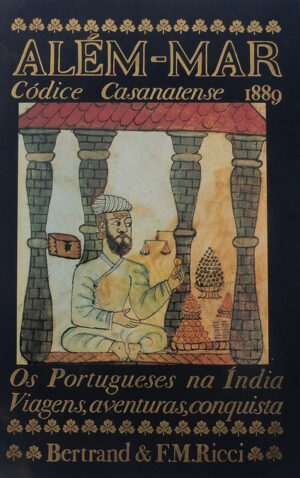 ALÉM-MAR
Códice Casanatense 1889
Os Portugueses na Índia
Viagens, aventuras, conquista
Bertrand & F.M.Ricci